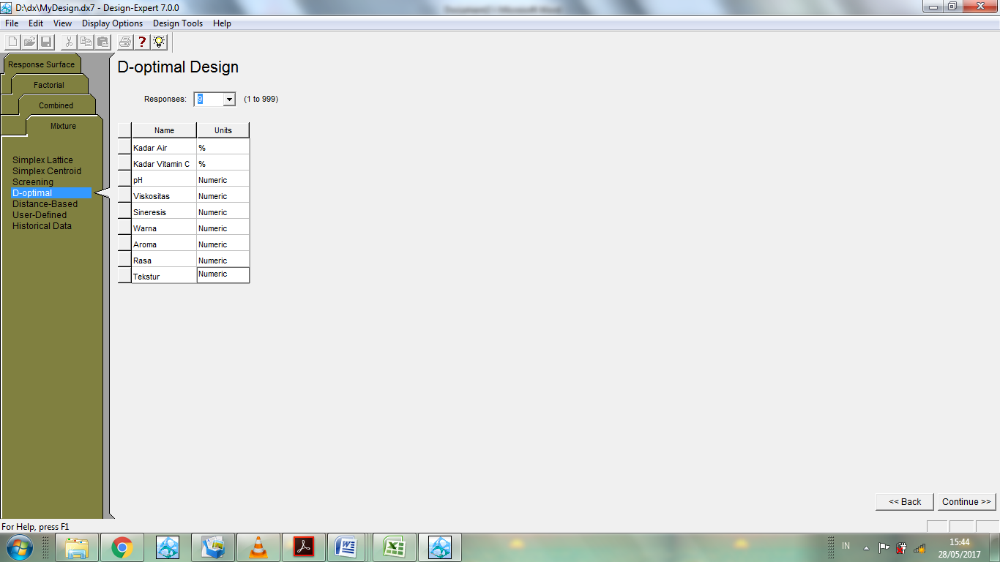 D:\dx\MyDesign.dx7 - Design-Expert 7.0.0
File Edit View Display Options Design Tools Help
Response Surface
Factorial
Combined
Mixture
Simplex Lattice
Simplex Centroid
Screening
D-optimal
Distance-Based
User-Defined
Historical Data
D-optimal Design
Responses: 9 (1 to 999)
Name Units
Kadar Air %
Kadar Vitamin C %
pH Numeric
Viskositas Numeric
Sineresis Numeric
Warna Numeric
Aroma Numeric
Rasa Numeric
Tekstur Numeric
<< Back Continue >>
For Help, press F1
IN
15:44
28/05/2017